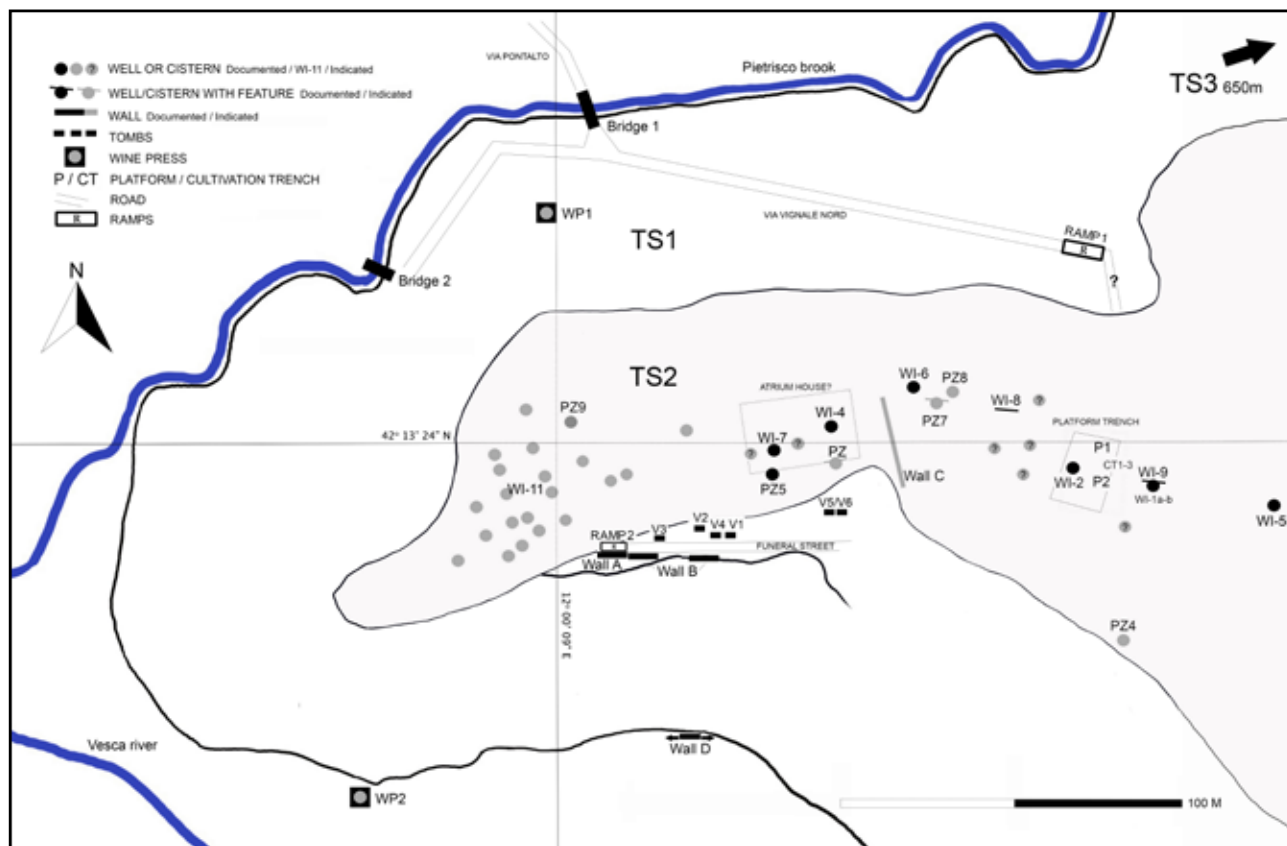 WELL OR CISTERN Documented / WI-11 / Indicated
WELL/CISTERN WITH FEATURE Documented / Indicated
WALL Documented / Indicated
TOMBS
WINE PRESS
P / CT PLATFORM / CULTIVATION TRENCH
ROAD
R RAMPS
N
VIA PONTALTO
Pietrisco brook
TS3 650m
Bridge 1
WP1
TS1
VIA VIGNALE NORD
RAMP1
R
?
Bridge 2
TS2
ATRIUM HOUSE?
WI-6
PZ8
PZ7
WI-8
?
PZ9
WI-4
42° 13' 24" N
WI-7
?
?
PZ
PZ5
Wall C
PLATFORM TRENCH
?
?
?
P1
CT1-3
WI-2
P2
WI-9
WI-1a-b
WI-5
?
WI-11
V5/V6
V2
V3
V4
V1
RAMP2
R
FUNERAL STREET
Wall A
Wall B
12° 00' 09" E
PZ4
Vesca river
Wall D
WP2
100 M